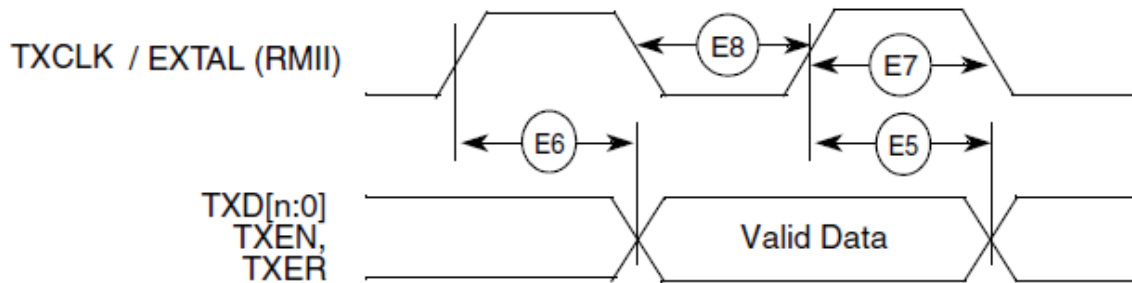 TXCLK / EXTAL (RMII)
E8
E7
E6
E5
TXD[n:0]
TXEN,
TXER
Valid Data